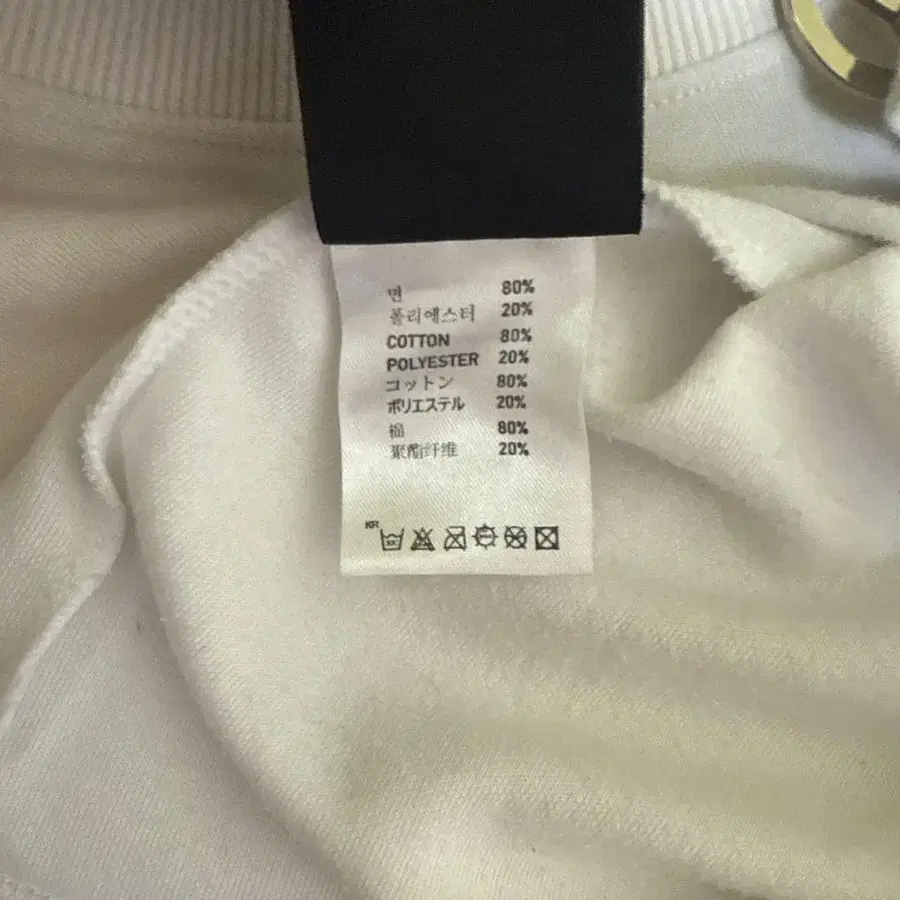 면 80%
폴리에스터 20%
COTTON 80%
POLYESTER 20%
コットン 80%
ポリエステル 20%
棉 80%
聚酯纤维 20%
KR